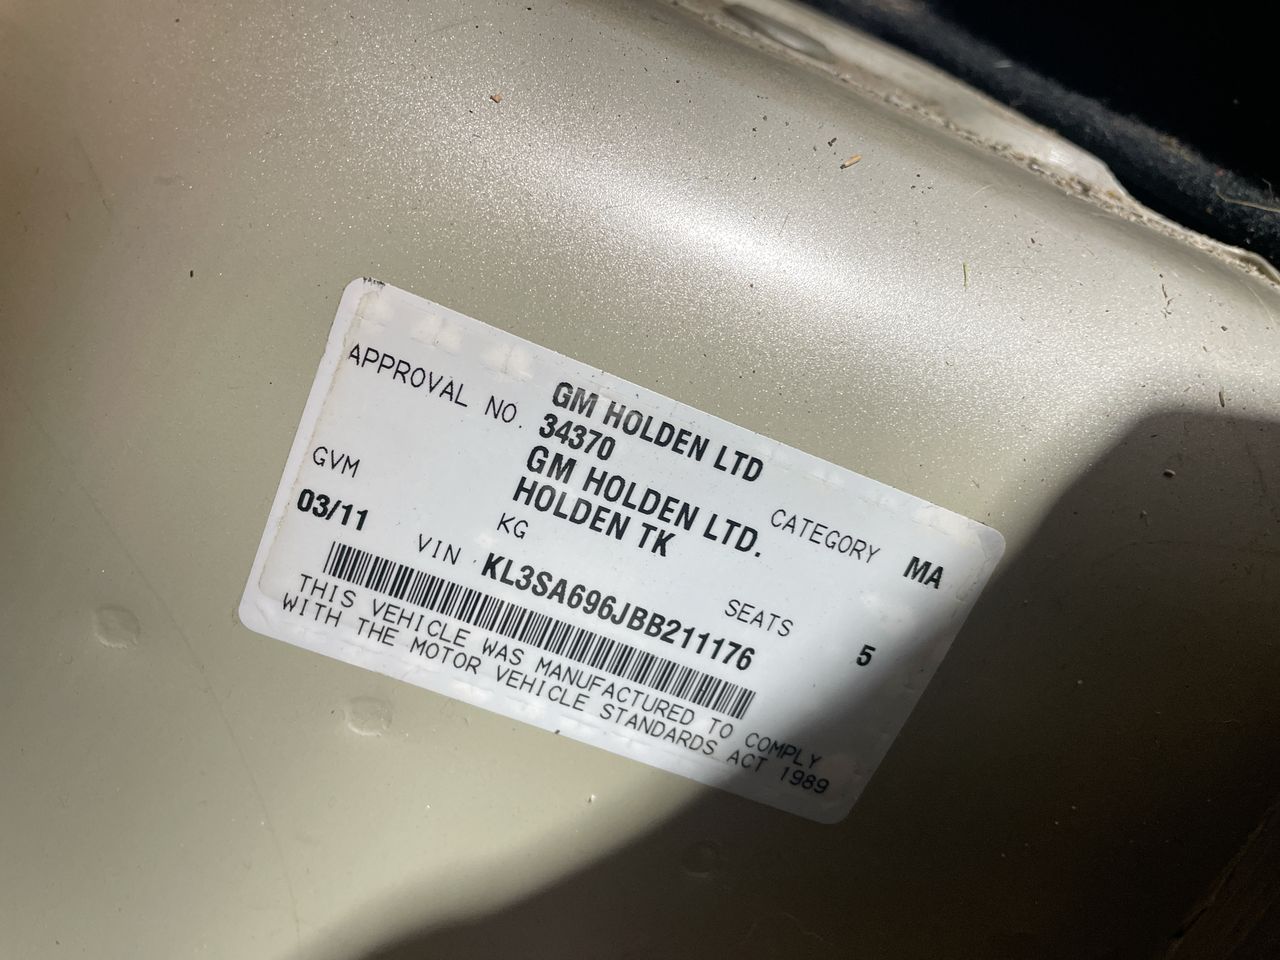 GM HOLDEN LTD
APPROVAL NO. 34370 CATEGORY MA
GM HOLDEN LTD.
HOLDEN TK
GVM KG SEATS 5
03/11 VIN KL3SA696JBB211176
THIS VEHICLE WAS MANUFACTURED TO COMPLY
WITH THE MOTOR VEHICLE STANDARDS ACT 1989